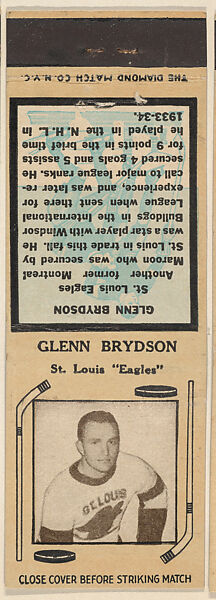 THE DIAMOND MATCH CO. N.Y.C.
GLENN BRYDSON
St. Louis Eagles
Another former Montreal
Maroon who was secured by
St. Louis in trade this fall. He
was a star player with Windsor
Bulldogs in the International
League when sent there for
experience, and was later re-
call to major league ranks. He
secured 4 goals and 5 assists
for 9 points in the brief time
he played in the N.H.L. in
1933-34.
GLENN BRYDSON
St. Louis "Eagles"
ST. LOUIS
CLOSE COVER BEFORE STRIKING MATCH